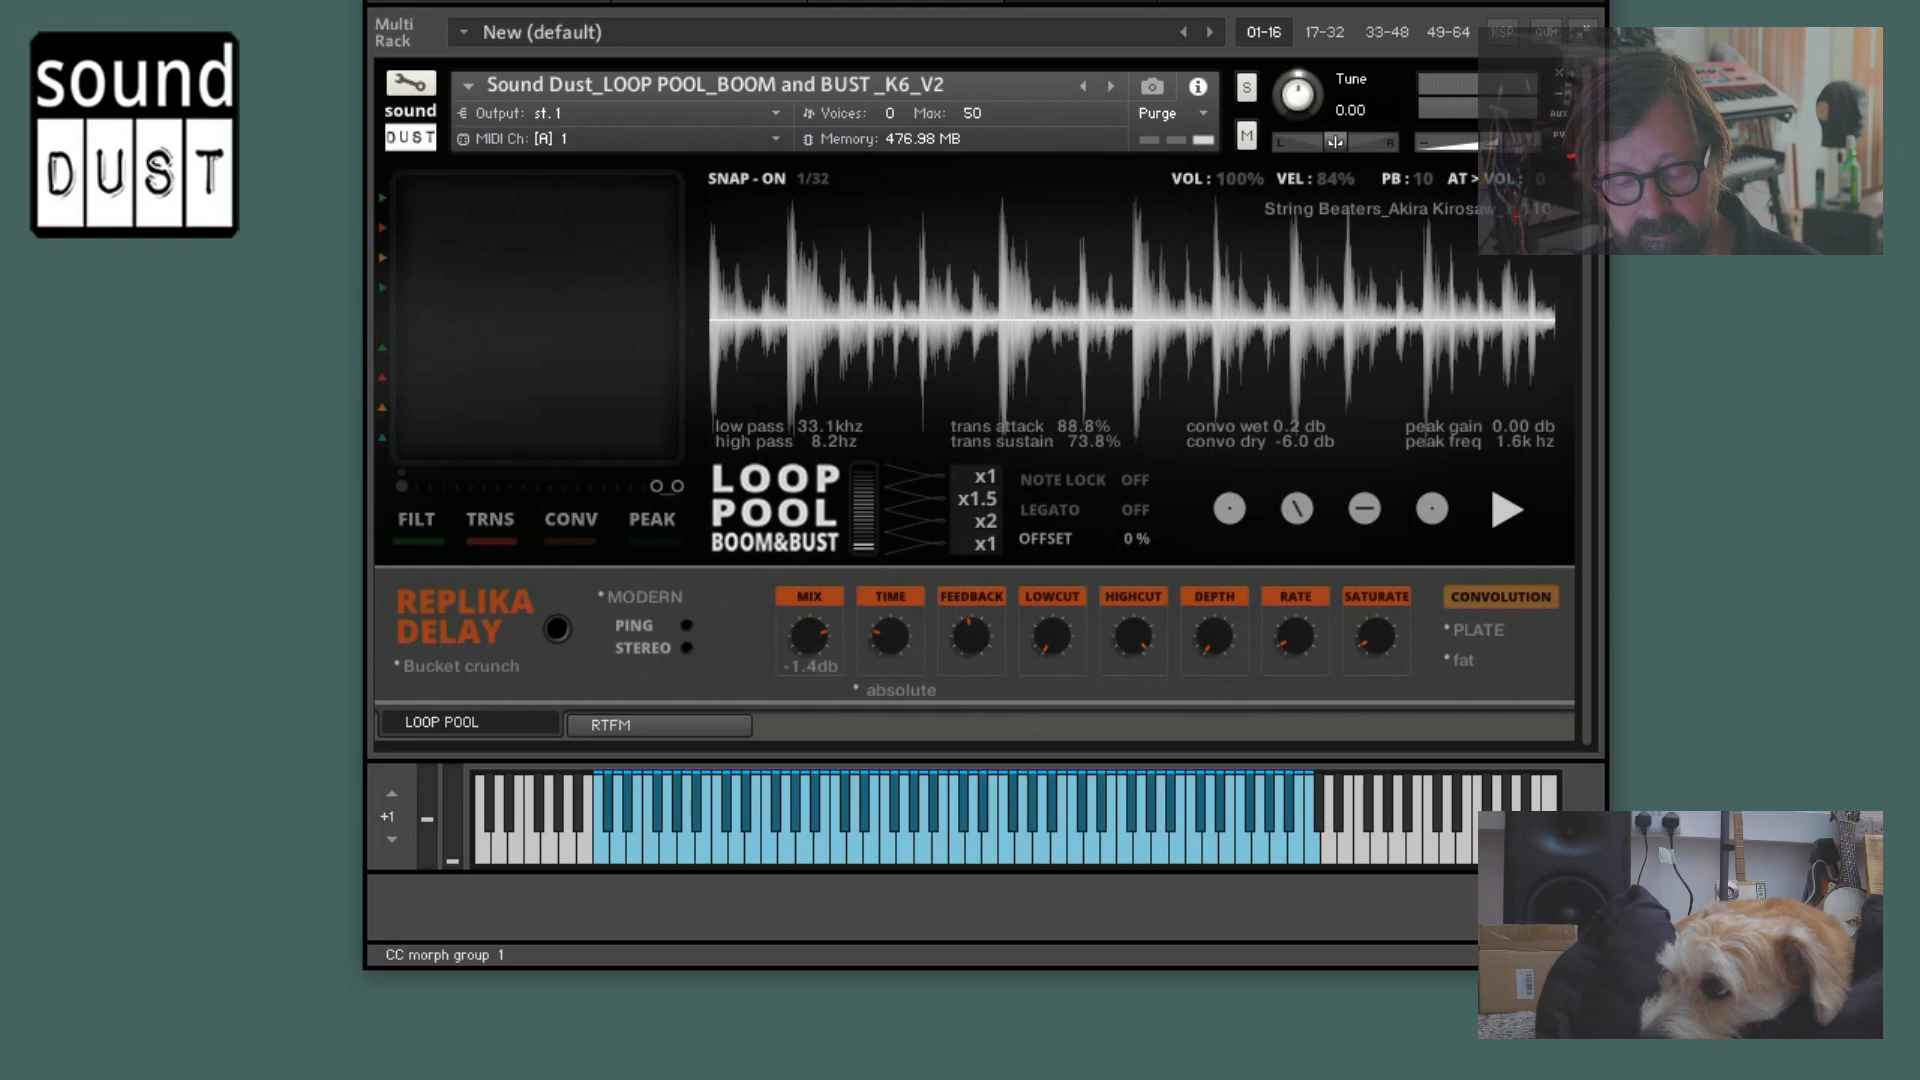 sound
DUST
Multi
Rack
New (default)
01-16 17-32 33-48 49-64 KSP
Sound Dust_LOOP POOL_BOOM and BUST _K6_V2
sound
DUST
Output: st.1
Voices: 0 Max: 50
Purge
MIDI Ch: [A] 1
Memory: 476.98 MB
S
M
Tune
0.00
L R
AUX
SNAP - ON 1/32
VOL : 100% VEL : 84% PB : 10 AT > VOL : 0
String Beaters_Akira Kirosaw
low pass 33.1khz
high pass 8.2hz
trans attack 88.8%
trans sustain 73.8%
convo wet 0.2 db
convo dry -6.0 db
peak gain 0.00 db
peak freq 1.6k hz
FILT TRNS CONV PEAK
LOOP
POOL
BOOM&BUST
x1
x1.5
x2
x1
NOTE LOCK OFF
LEGATO OFF
OFFSET 0 %
REPLIKA
DELAY
* Bucket crunch
* MODERN
PING
STEREO
MIX TIME FEEDBACK LOWCUT HIGHCUT DEPTH RATE SATURATE
-1.4db
* absolute
CONVOLUTION
* PLATE
* fat
LOOP POOL
RTFM
+1
CC morph group 1